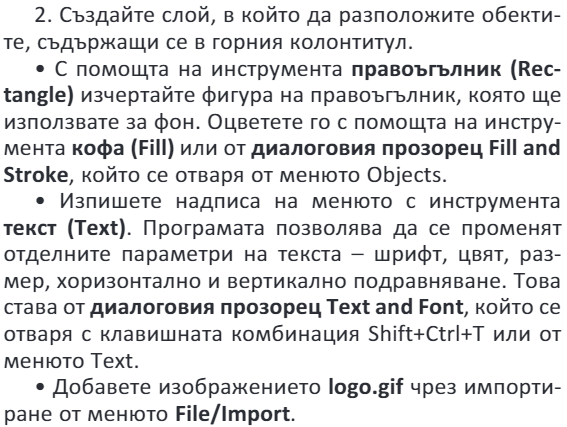 2. Създайте слой, в който да разположите обекти-
те, съдържащи се в горния колонтитул.
• С помощта на инструмента правоъгълник (Rec-
tangle) изчертайте фигура на правоъгълник, която ще
използвате за фон. Оцветете го с помощта на инстру-
мента кофа (Fill) или от диалоговия прозорец Fill and
Stroke, който се отваря от менюто Objects.
• Изпишете надписа на менюто с инструмента
текст (Text). Програмата позволява да се променят
отделните параметри на текста – шрифт, цвят, раз-
мер, хоризонтално и вертикално подравняване. Това
става от диалоговия прозорец Text and Font, който се
отваря с клавишната комбинация Shift+Ctrl+T или от
менюто Text.
• Добавете изображението logo.gif чрез импорти-
ране от менюто File/Import.